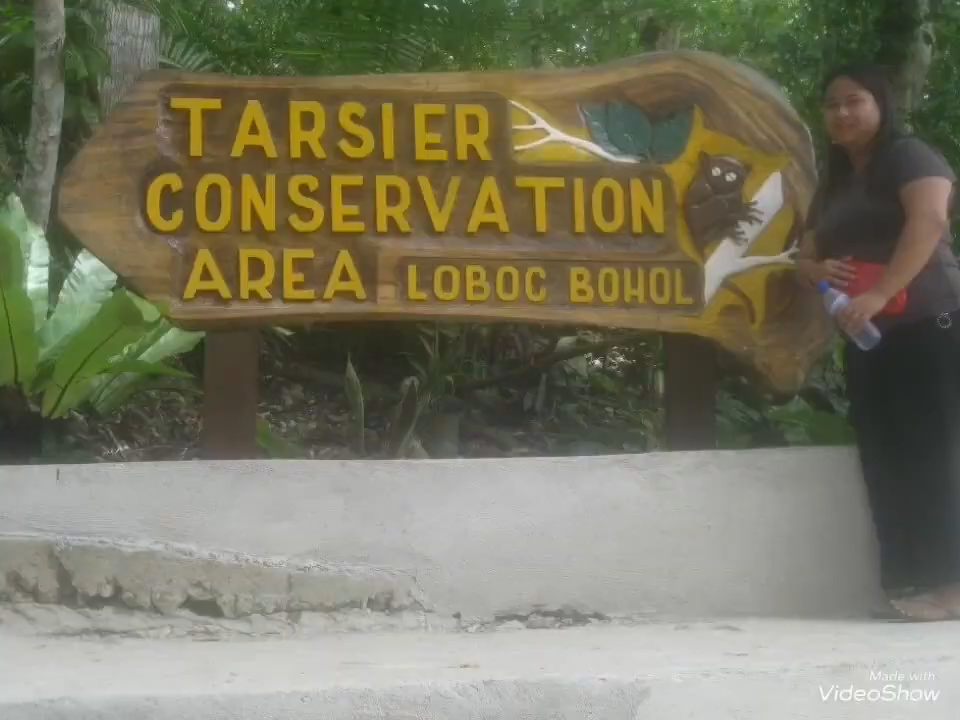 TARSIER
CONSERVATION
AREA LOBOC BOHOL
Made with
VideoShow